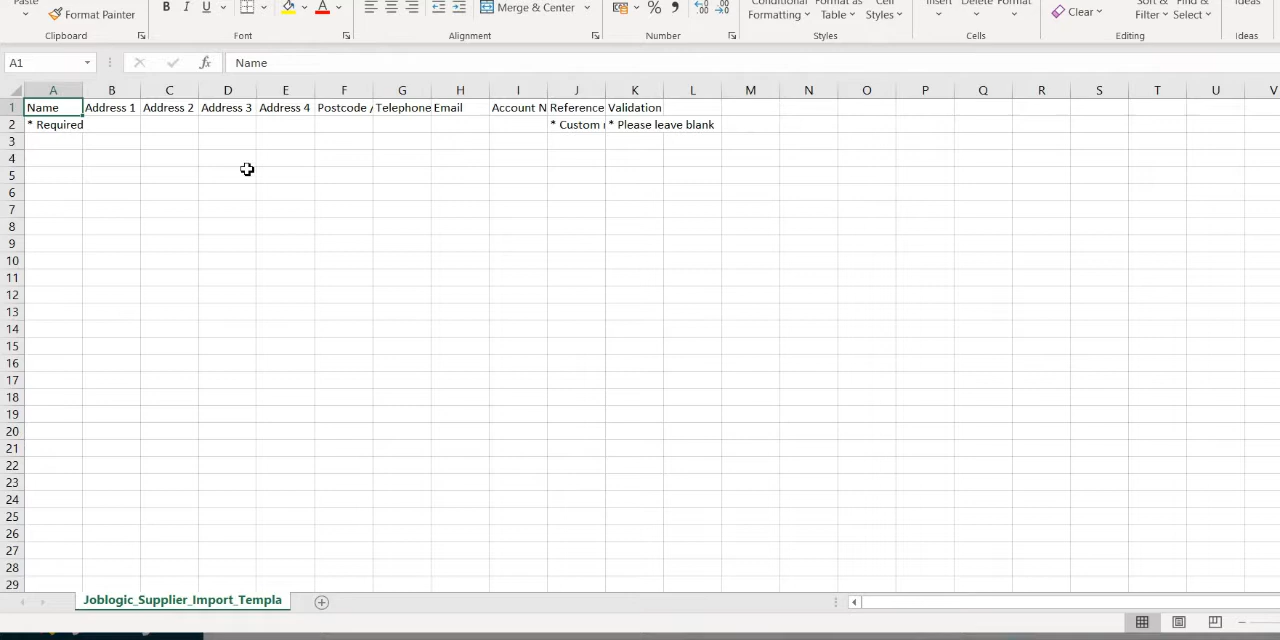 Paste
Format Painter
B I U
A
Merge & Center
%
Conditional Formatting
Format as Table
Cell Styles
Insert
Delete
Format
Clear
Sort & Filter
Find & Select
Ideas
Clipboard Font Alignment Number Styles Cells Editing Ideas
A1 fx Name
A B C D E F G H I J K L M N O P Q R S T U V
1 Name Address 1 Address 2 Address 3 Address 4 Postcode / Telephone Email Account N Reference Validation
2 * Required * Custom * Please leave blank
3
4
5
6
7
8
9
10
11
12
13
14
15
16
17
18
19
20
21
22
23
24
25
26
27
28
29
Joblogic_Supplier_Import_Templa